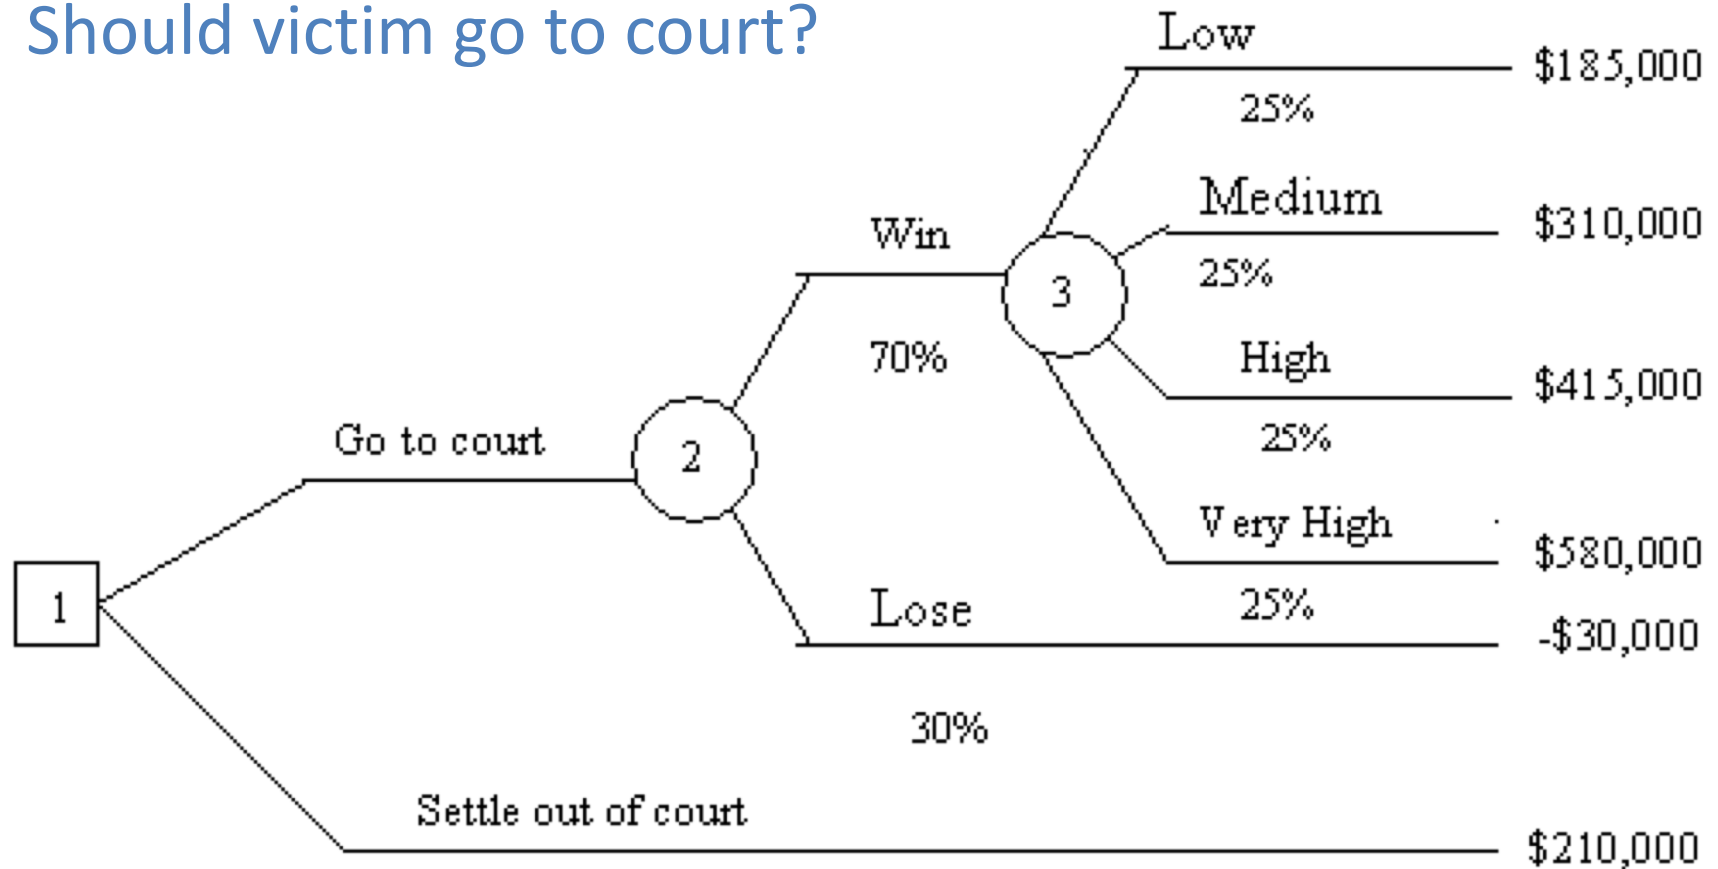 Should victim go to court?
Low
$185,000
25%
Medium
$310,000
25%
Win
3
70%
High
$415,000
25%
Go to court
2
Very High
$580,000
25%
1
Lose
-$30,000
30%
Settle out of court
$210,000